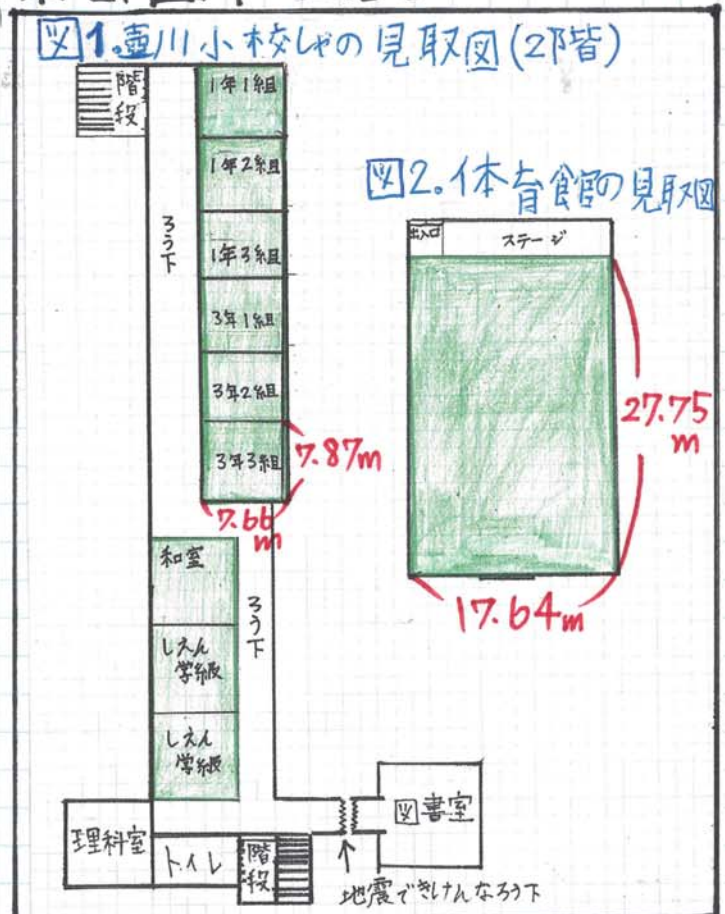 図1.壷川小校しゃの見取図(2階)
階段
1年1組
1年2組
1年3組
3年1組
3年2組
3年3組
ろう下
7.87m
7.66m
和室
しえん学級
しえん学級
ろう下
理科室
トイレ
階段
図書室
地震できけんなろう下
図2.体育館の見取図
出入口
ステージ
27.75m
17.64m